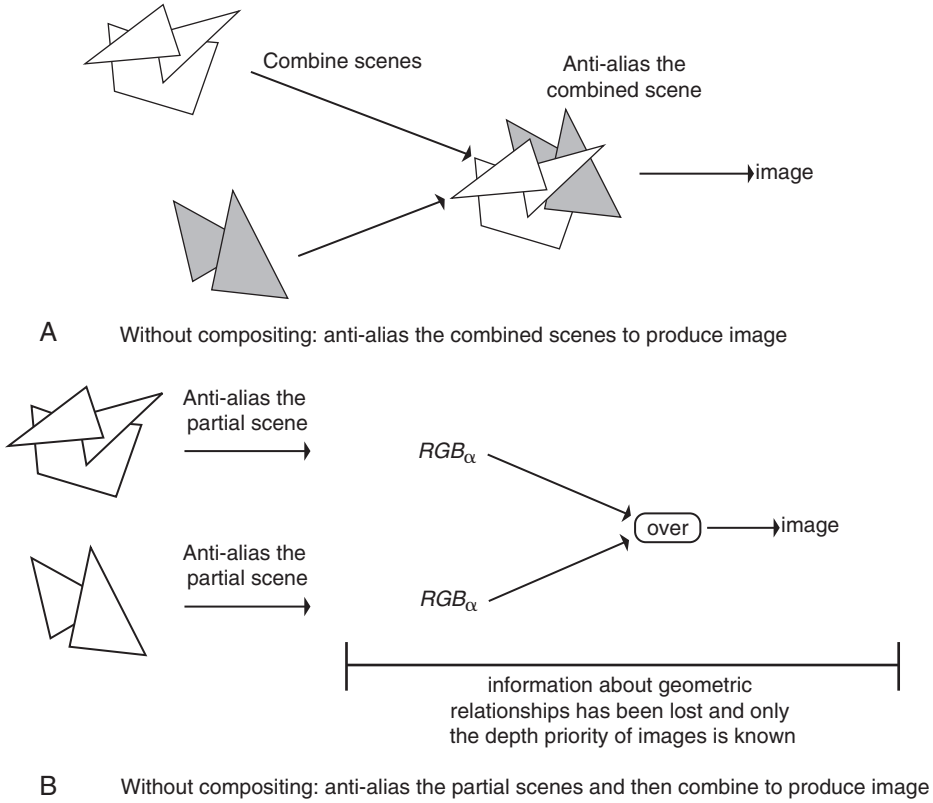 Combine scenes
Anti-alias the
combined scene
image
A Without compositing: anti-alias the combined scenes to produce image
Anti-alias the
partial scene
RGBα
over
image
Anti-alias the
partial scene
RGBα
information about geometric
relationships has been lost and only
the depth priority of images is known
B Without compositing: anti-alias the partial scenes and then combine to produce image